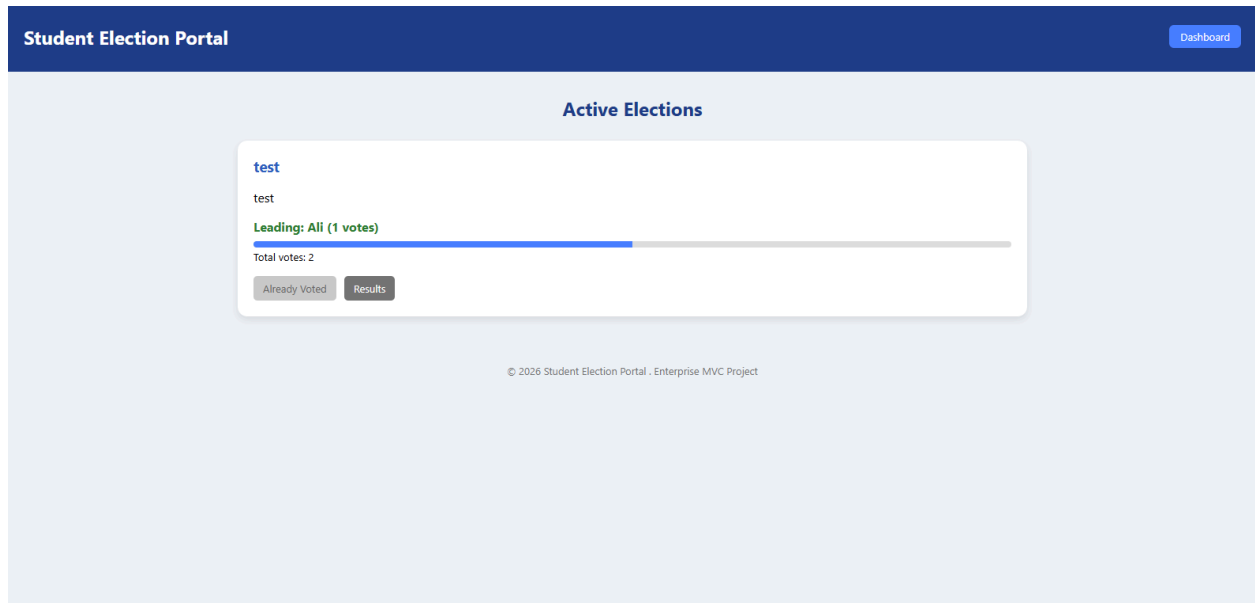 Student Election Portal
Dashboard
Active Elections
test
test
Leading: Ali (1 votes)
Total votes: 2
Already Voted
Results
© 2026 Student Election Portal . Enterprise MVC Project